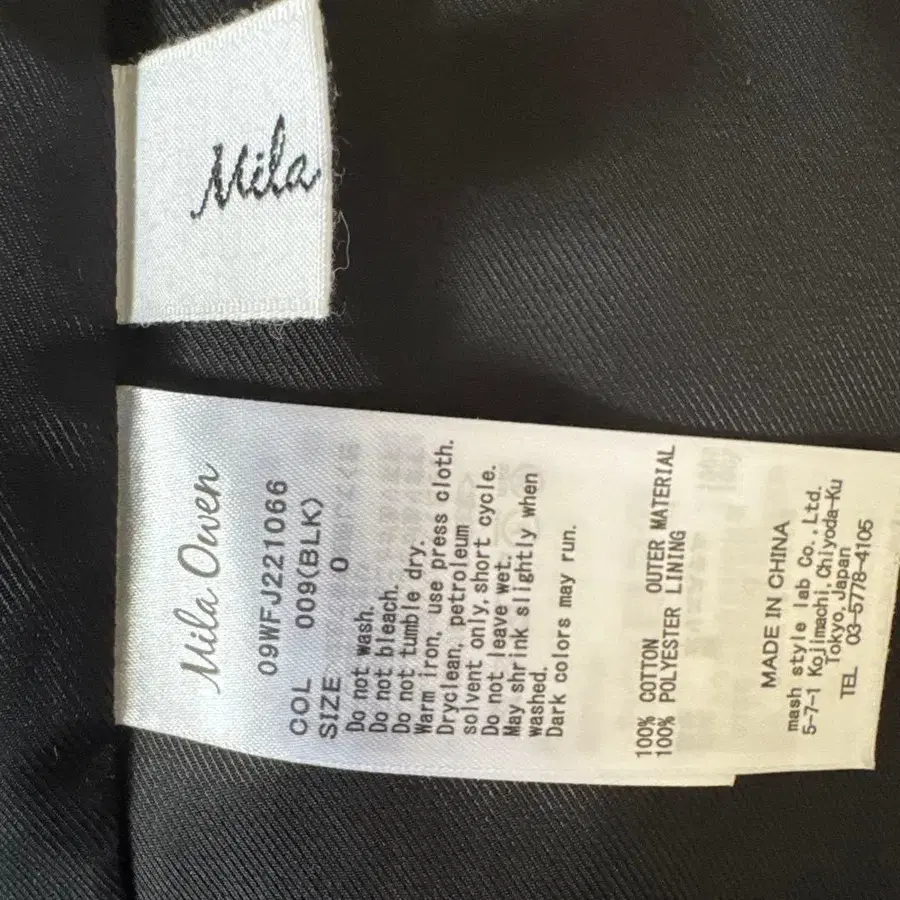 Mila
Mila Owen
09WFJ221066
COL 009(BLK)
SIZE 0
Do not wash.
Do not bleach.
Do not tumble dry.
Warm iron, use press cloth.
Dryclean, petroleum
solvent only, short cycle.
Do not leave wet.
May shrink slightly when
washed.
Dark colors may run.
100% COTTON OUTER MATERIAL
100% POLYESTER LINING
MADE IN CHINA
mash style lab Co.,Ltd.
5-7-1 Kojimachi, Chiyoda-Ku
Tokyo, Japan
TEL 03-5778-4105